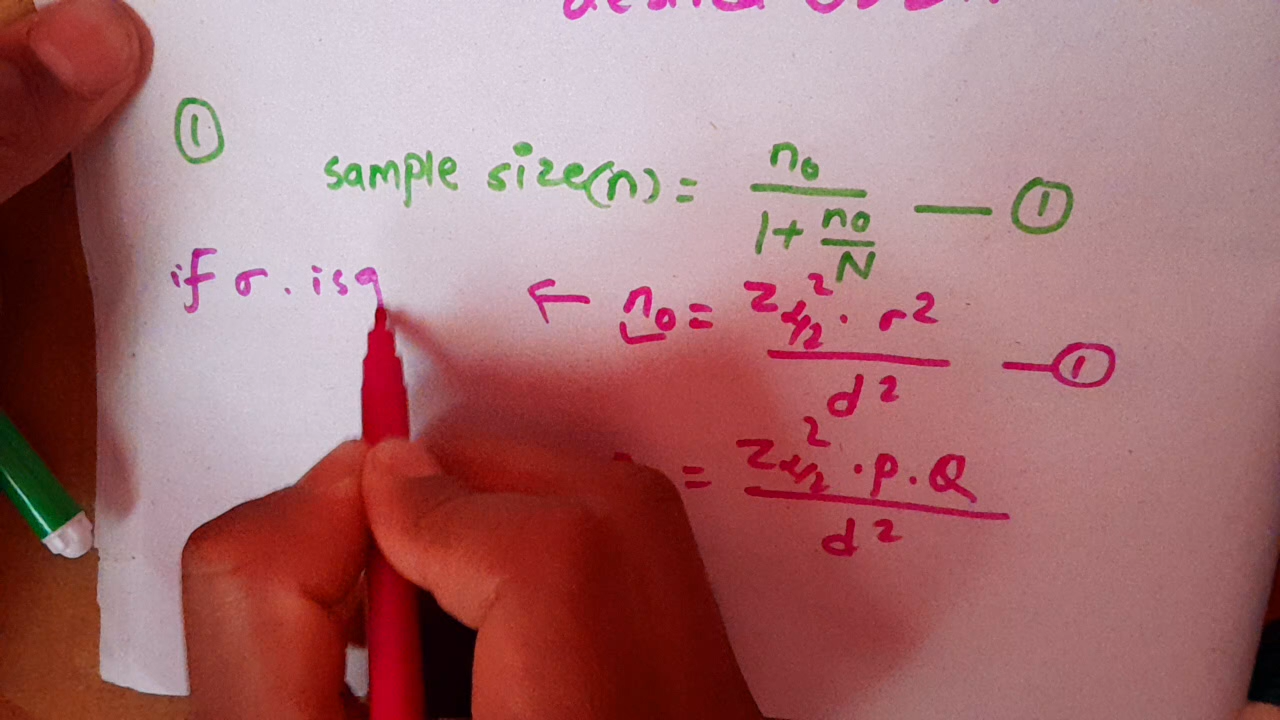 ①
sample size(n) = n₀ / (1 + n₀/N) — ①
if σ. is ← n₀ = Z²α/2 · σ² / d² — ①
= Z²α/2 · P · Q / d²